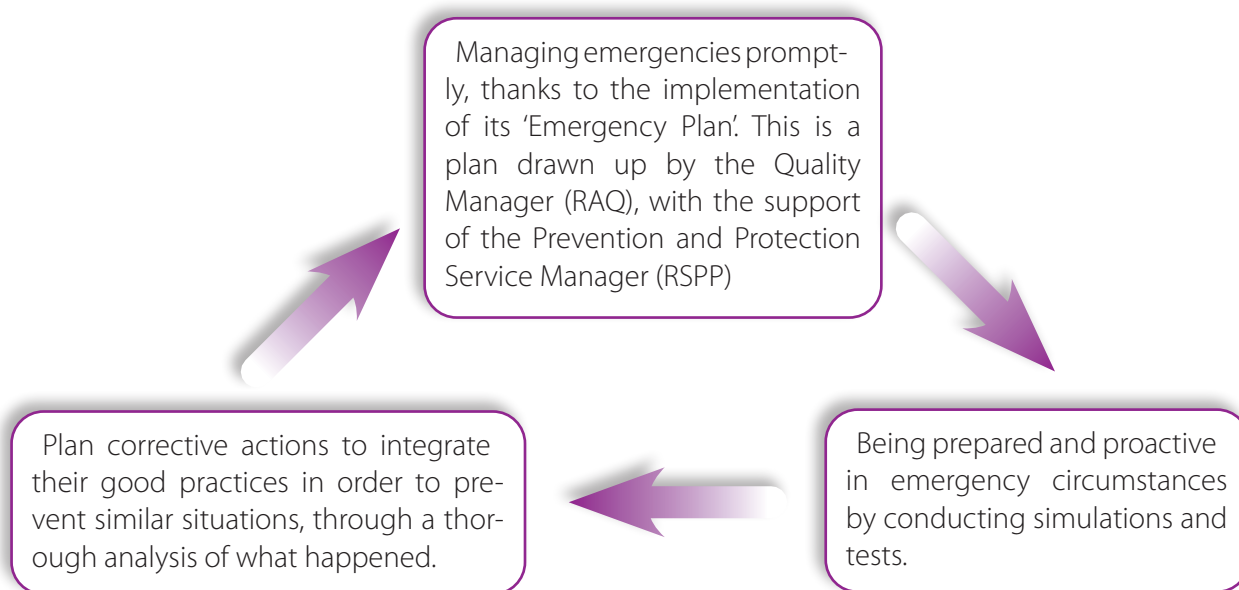 Managing emergencies prompt-
ly, thanks to the implementation
of its ‘Emergency Plan’. This is a
plan drawn up by the Quality
Manager (RAQ), with the support
of the Prevention and Protection
Service Manager (RSPP)
Being prepared and proactive
in emergency circumstances
by conducting simulations and
tests.
Plan corrective actions to integrate
their good practices in order to pre-
vent similar situations, through a thor-
ough analysis of what happened.